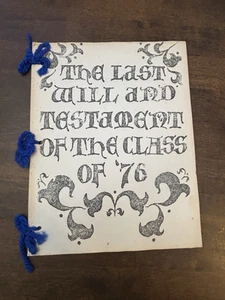 THE LAST
WILL AND
TESTAMENT
OF THE CLASS
OF '76